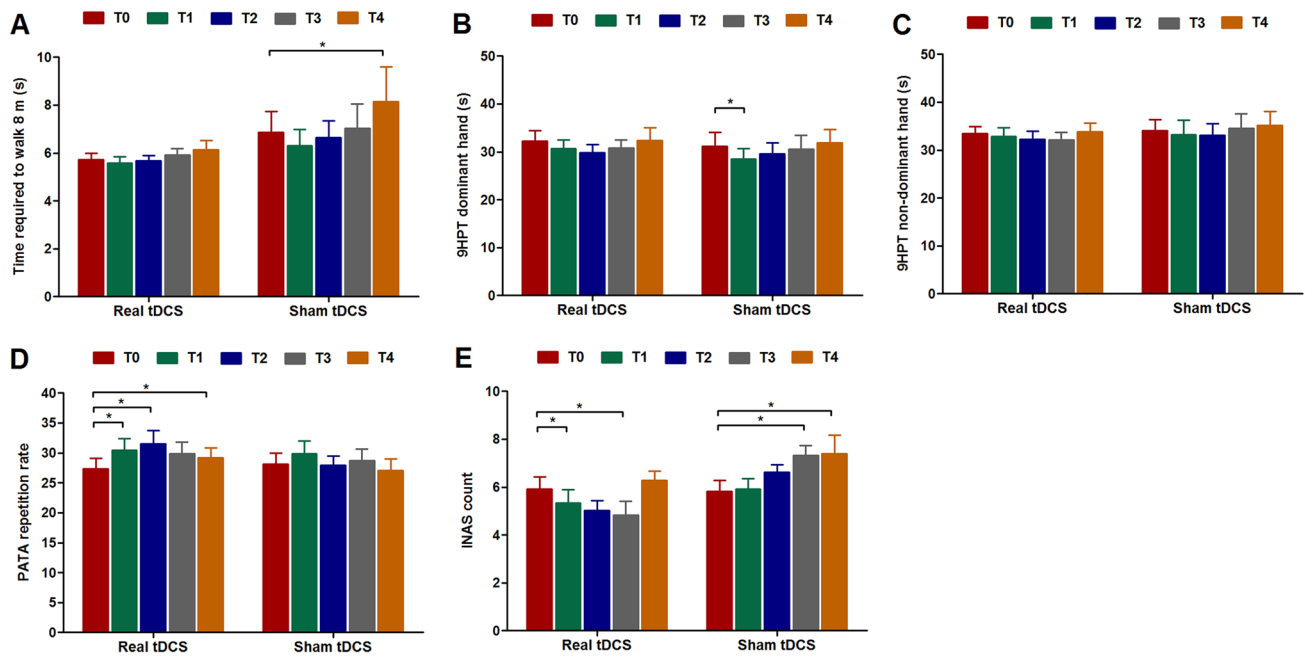 A
T0 T1 T2 T3 T4
Time required to walk 8 m (s)
10
8
6
4
2
0
*
Real tDCS Sham tDCS
B
T0 T1 T2 T3 T4
9HPT dominant hand (s)
50
40
30
20
10
0
*
Real tDCS Sham tDCS
C
T0 T1 T2 T3 T4
9HPT non-dominant hand (s)
50
40
30
20
10
0
Real tDCS Sham tDCS
D
T0 T1 T2 T3 T4
PATA repetition rate
40
35
30
25
20
15
10
5
0
*
*
*
Real tDCS Sham tDCS
E
T0 T1 T2 T3 T4
INAS count
10
8
6
4
2
0
*
*
*
*
Real tDCS Sham tDCS